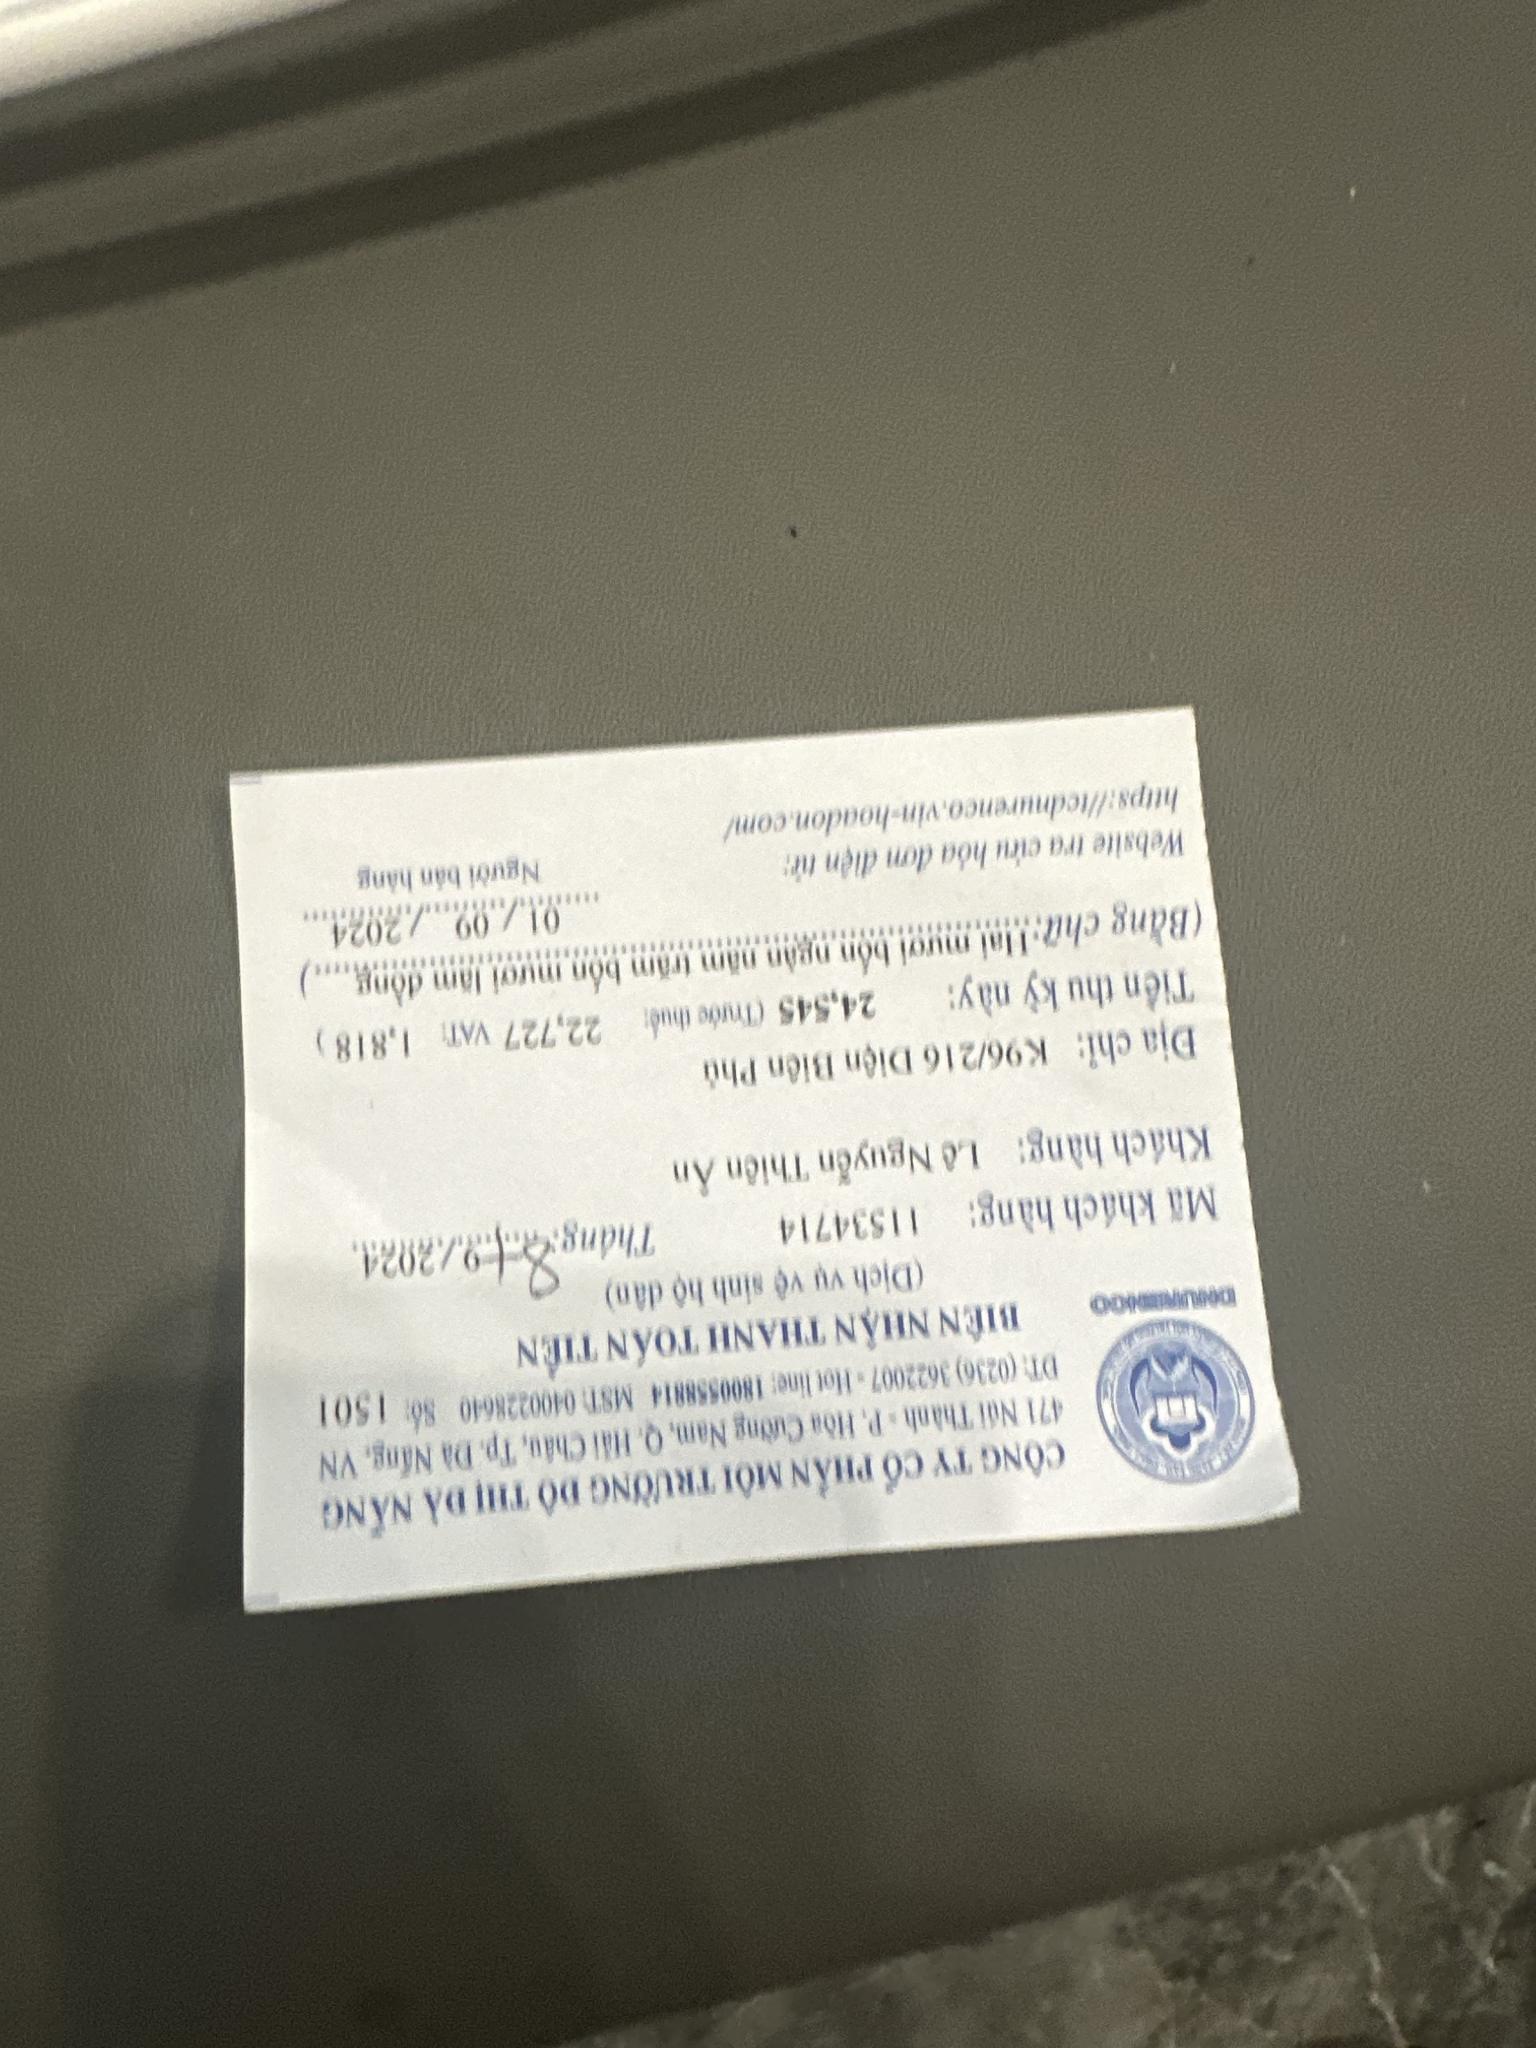 CÔNG TY CỔ PHẦN MÔI TRƯỜNG ĐÔ THỊ ĐÀ NẴNG
471 Núi Thành - P. Hòa Cường Nam, Q. Hải Châu, Tp. Đà Nẵng, VN
ĐT: (0236) 3622007 - Hot line: 1800558814 MST: 0400228640 Số: 1501
DNURENCO
BIÊN NHẬN THANH TOÁN TIỀN
(Dịch vụ vệ sinh hộ dân)
Mã khách hàng: 11534714 Tháng: 8+9/2024
Khách hàng: Lê Nguyễn Thiên Ân
Địa chỉ: K96/216 Điện Biên Phủ
Tiền thu kỳ này: 24,545 (Trước thuế: 22,727 VAT: 1,818)
(Bằng chữ: Hai mươi bốn ngàn năm trăm bốn mươi lăm đồng)
01 / 09 / 2024
Website tra cứu hóa đơn điện tử:
Người bán hàng
https://tcdnurenco.vin-hoadon.com/